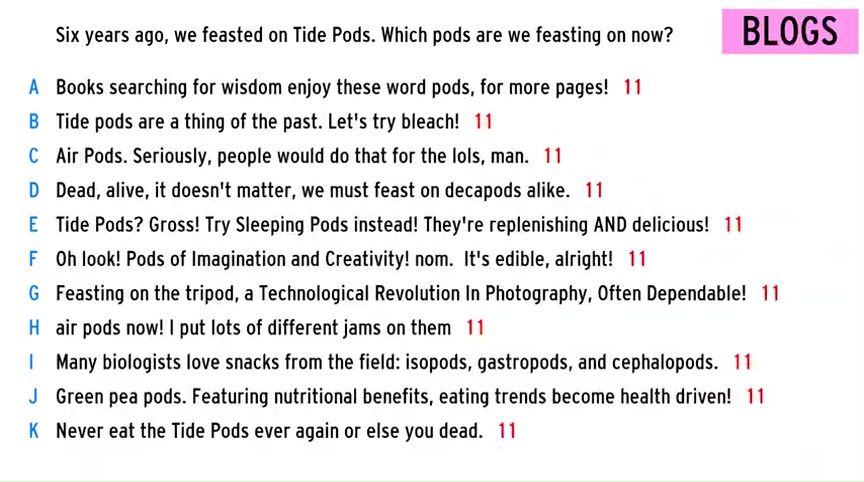 Six years ago, we feasted on Tide Pods. Which pods are we feasting on now?
BLOGS
A Books searching for wisdom enjoy these word pods, for more pages! 11
B Tide pods are a thing of the past. Let's try bleach! 11
C Air Pods. Seriously, people would do that for the lols, man. 11
D Dead, alive, it doesn't matter, we must feast on decapods alike. 11
E Tide Pods? Gross! Try Sleeping Pods instead! They're replenishing AND delicious! 11
F Oh look! Pods of Imagination and Creativity! nom. It's edible, alright! 11
G Feasting on the tripod, a Technological Revolution In Photography, Often Dependable! 11
H air pods now! I put lots of different jams on them 11
I Many biologists love snacks from the field: isopods, gastropods, and cephalopods. 11
J Green pea pods. Featuring nutritional benefits, eating trends become health driven! 11
K Never eat the Tide Pods ever again or else you dead. 11